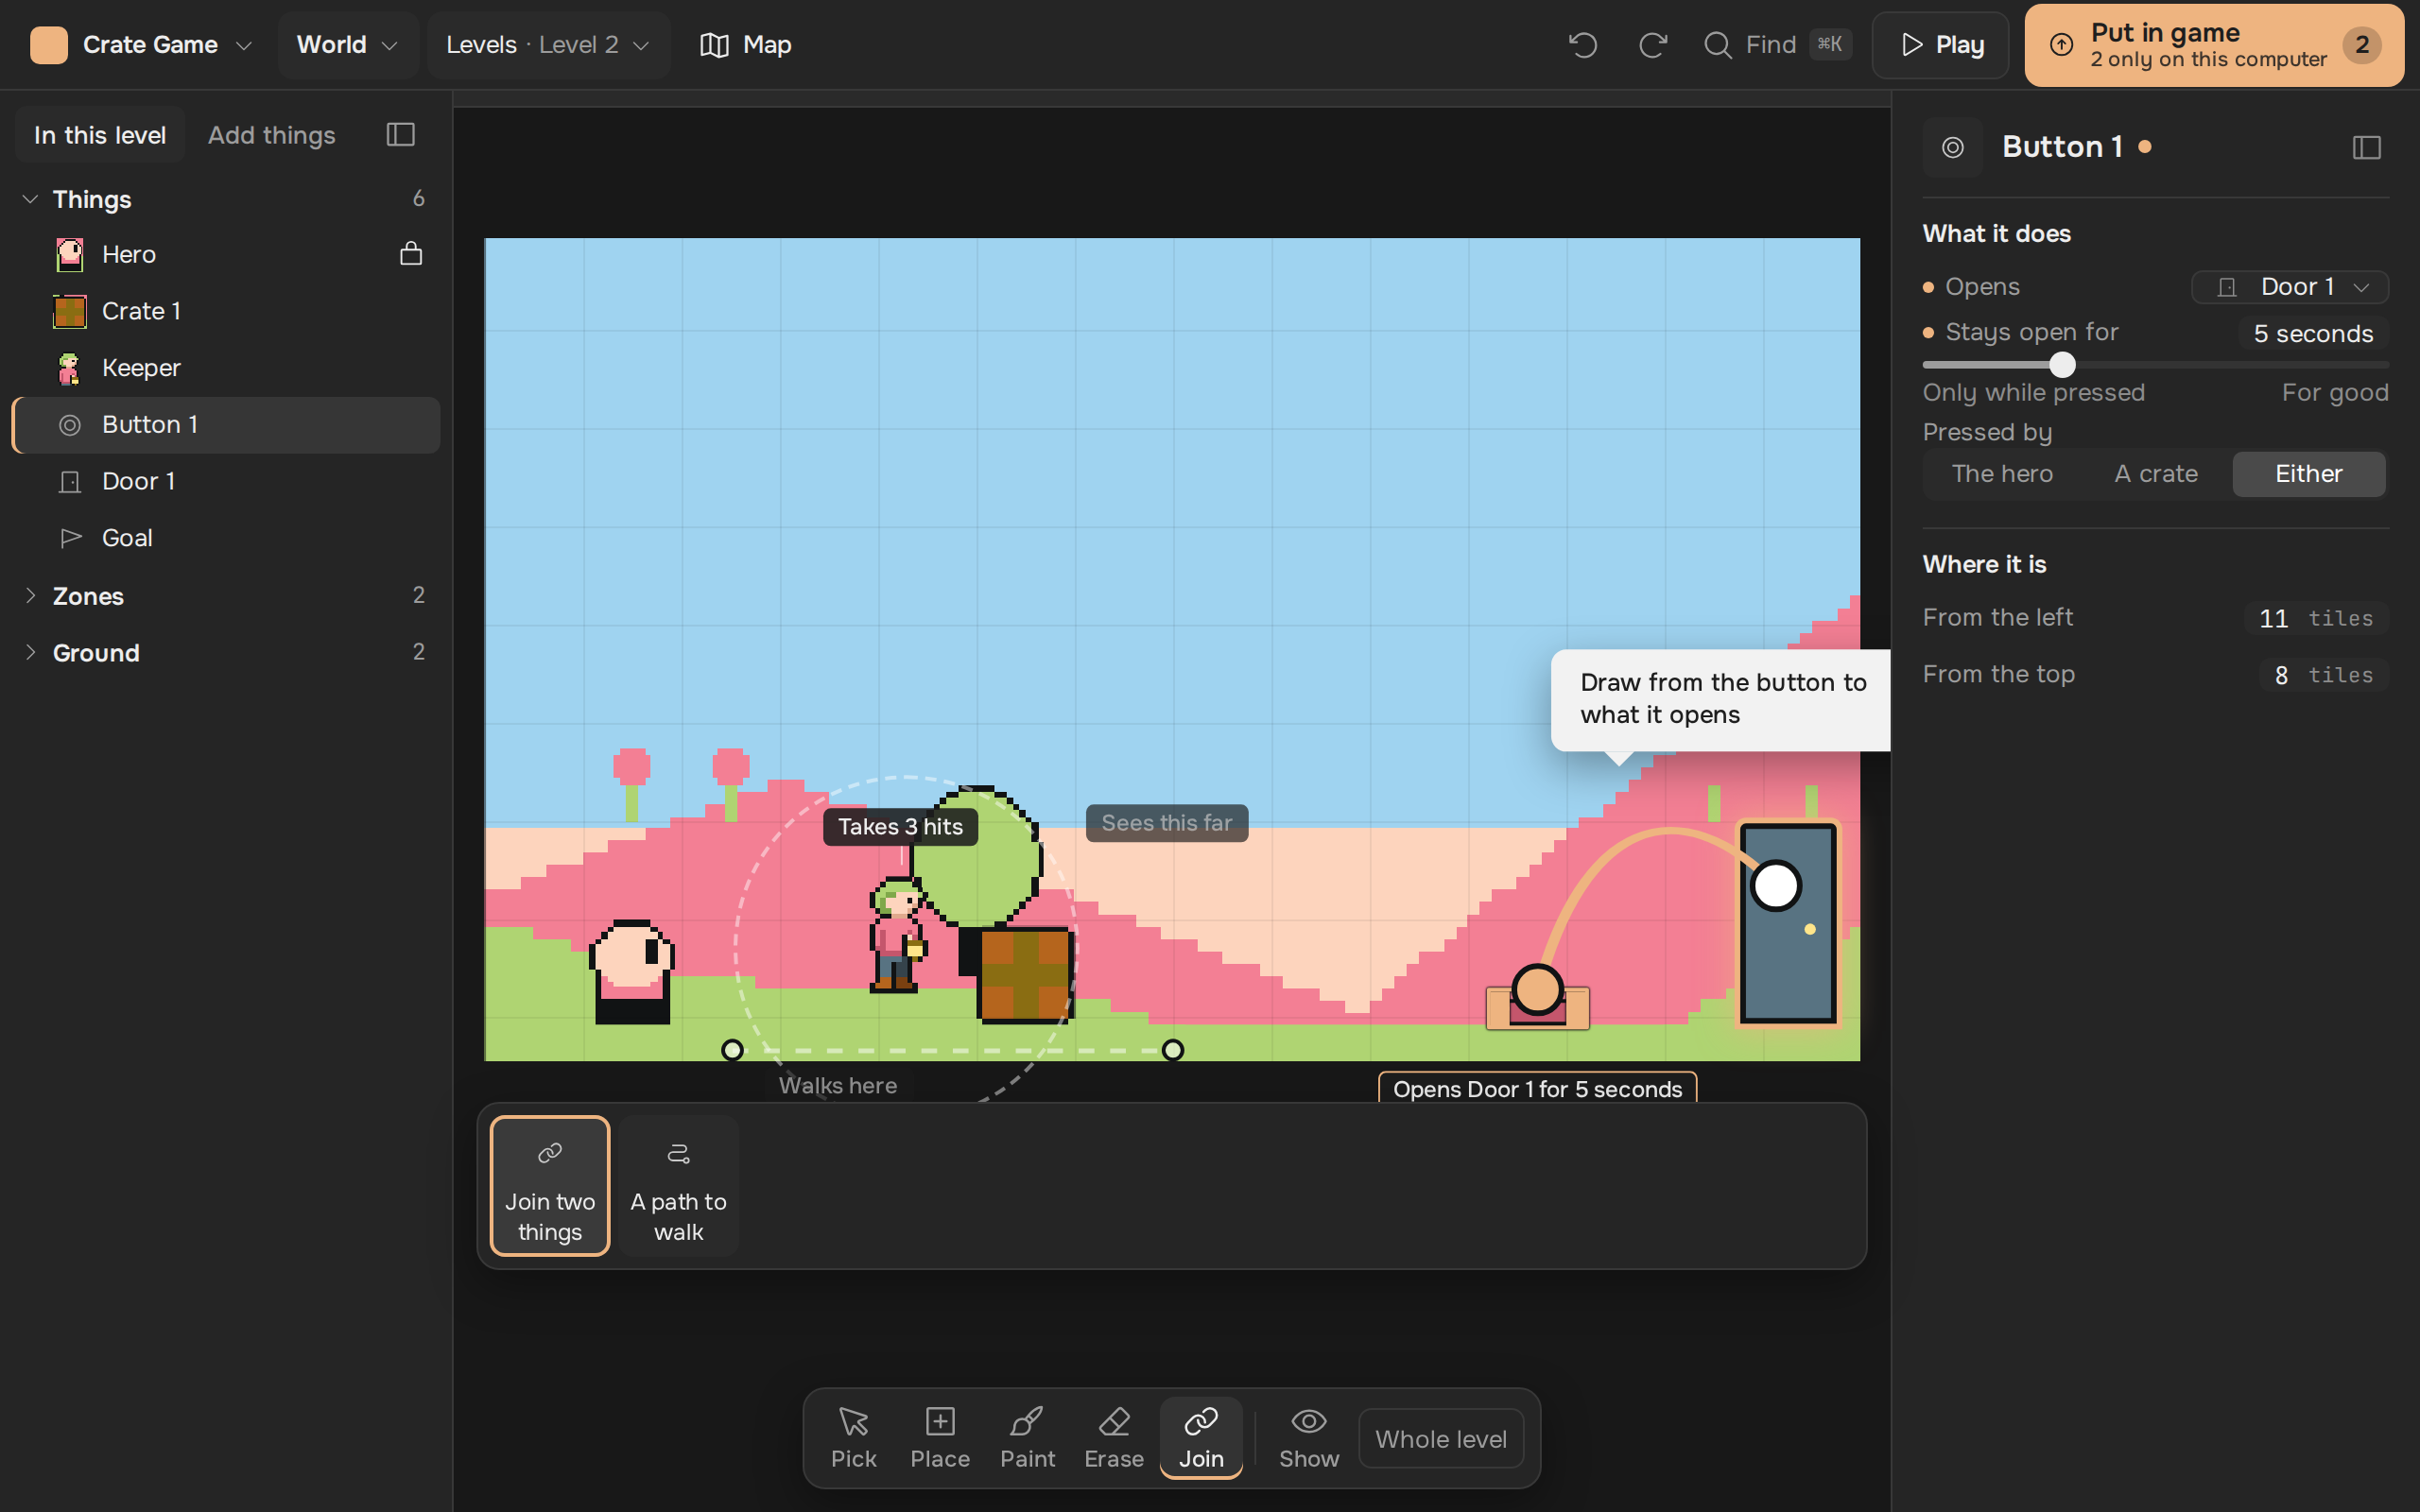 Crate Game
World
Levels · Level 2
Map
Find ⌘K
Play
Put in game
2 only on this computer
2
In this level
Add things
Things 6
Hero
Crate 1
Keeper
Button 1
Door 1
Goal
Zones 2
Ground 2
Draw from the button to
what it opens
Takes 3 hits
Sees this far
Walks here
Opens Door 1 for 5 seconds
Join two
things
A path to
walk
Pick
Place
Paint
Erase
Join
Show
Whole level
Button 1
What it does
Opens Door 1
Stays open for 5 seconds
Only while pressed For good
Pressed by
The hero A crate Either
Where it is
From the left 11 tiles
From the top 8 tiles